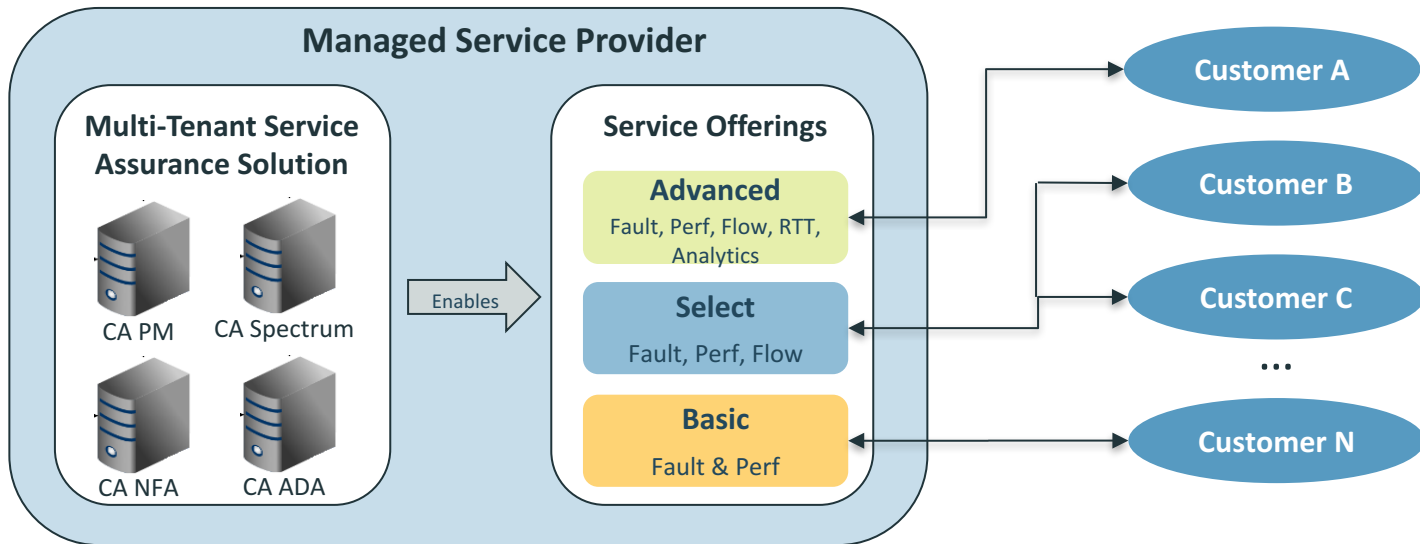 Managed Service Provider
Multi-Tenant Service
Assurance Solution
CA PM
CA Spectrum
CA NFA
CA ADA
Enables
Service Offerings
Advanced
Fault, Perf, Flow, RTT,
Analytics
Select
Fault, Perf, Flow
Basic
Fault & Perf
Customer A
Customer B
Customer C
...
Customer N